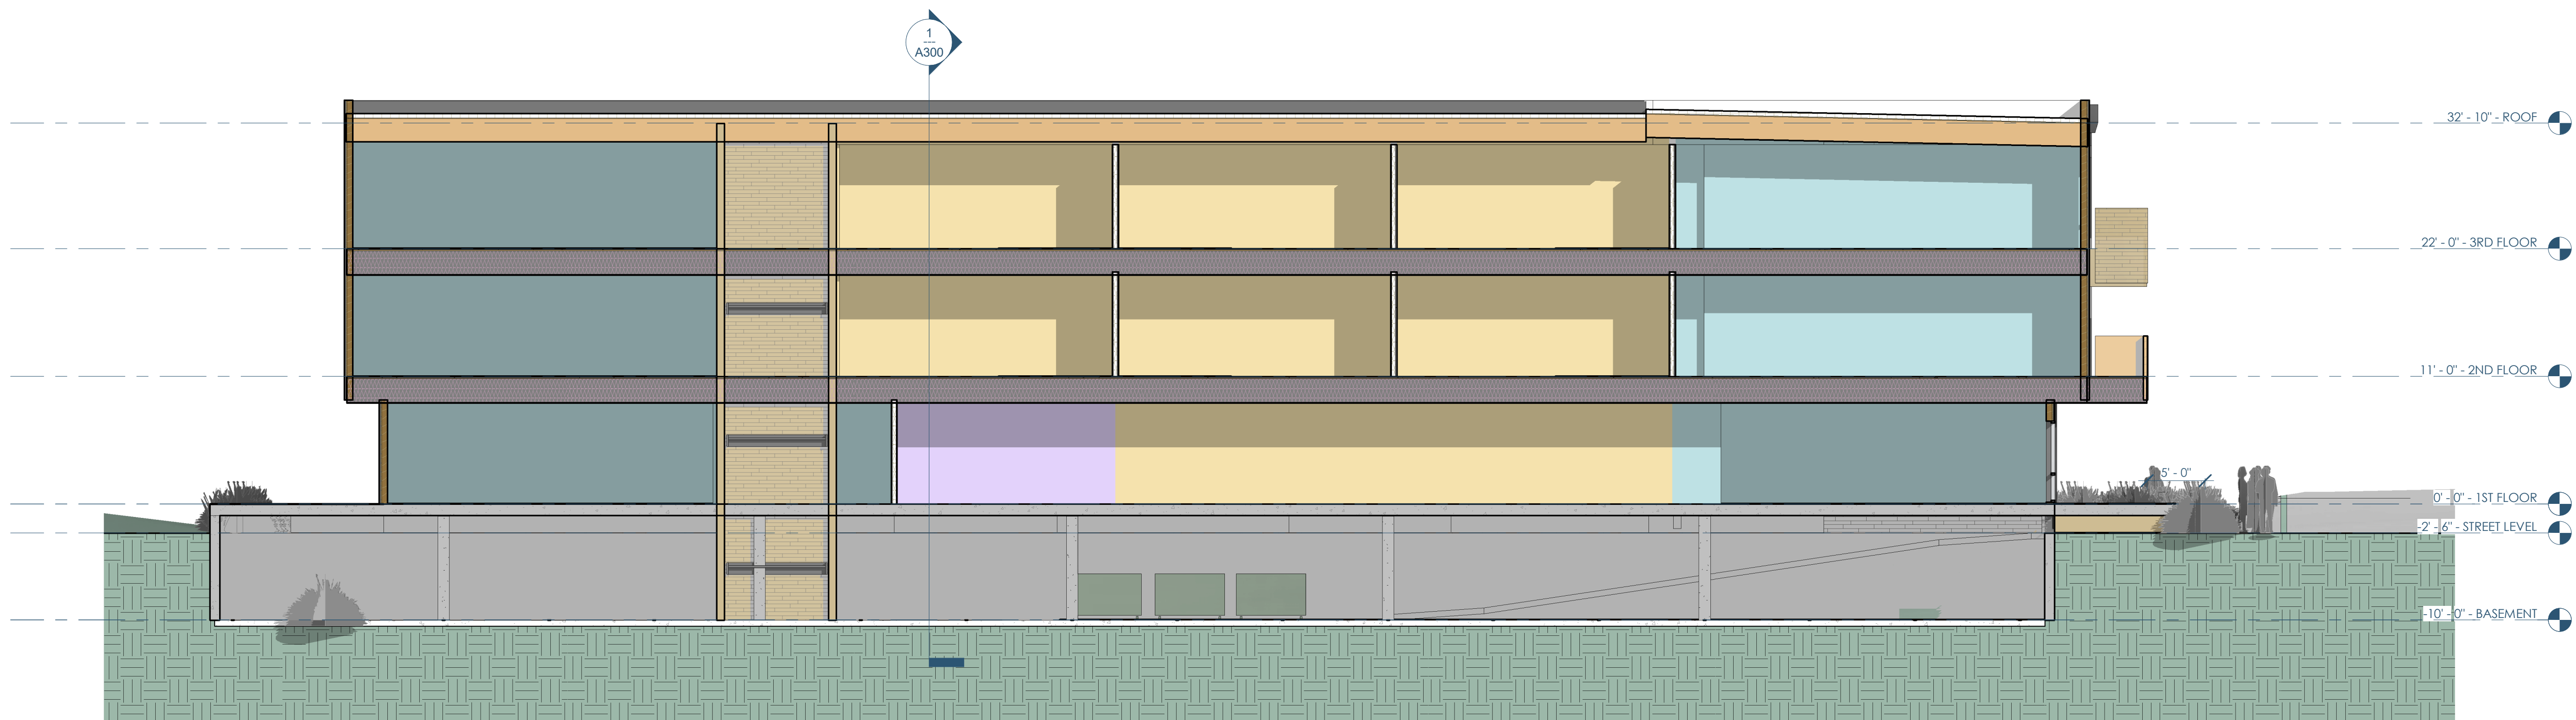 1
---
A300
32' - 10" - ROOF
22' - 0" - 3RD FLOOR
11' - 0" - 2ND FLOOR
5' - 0"
0' - 0" - 1ST FLOOR
-2' - 6" - STREET LEVEL
-10' - 0" - BASEMENT